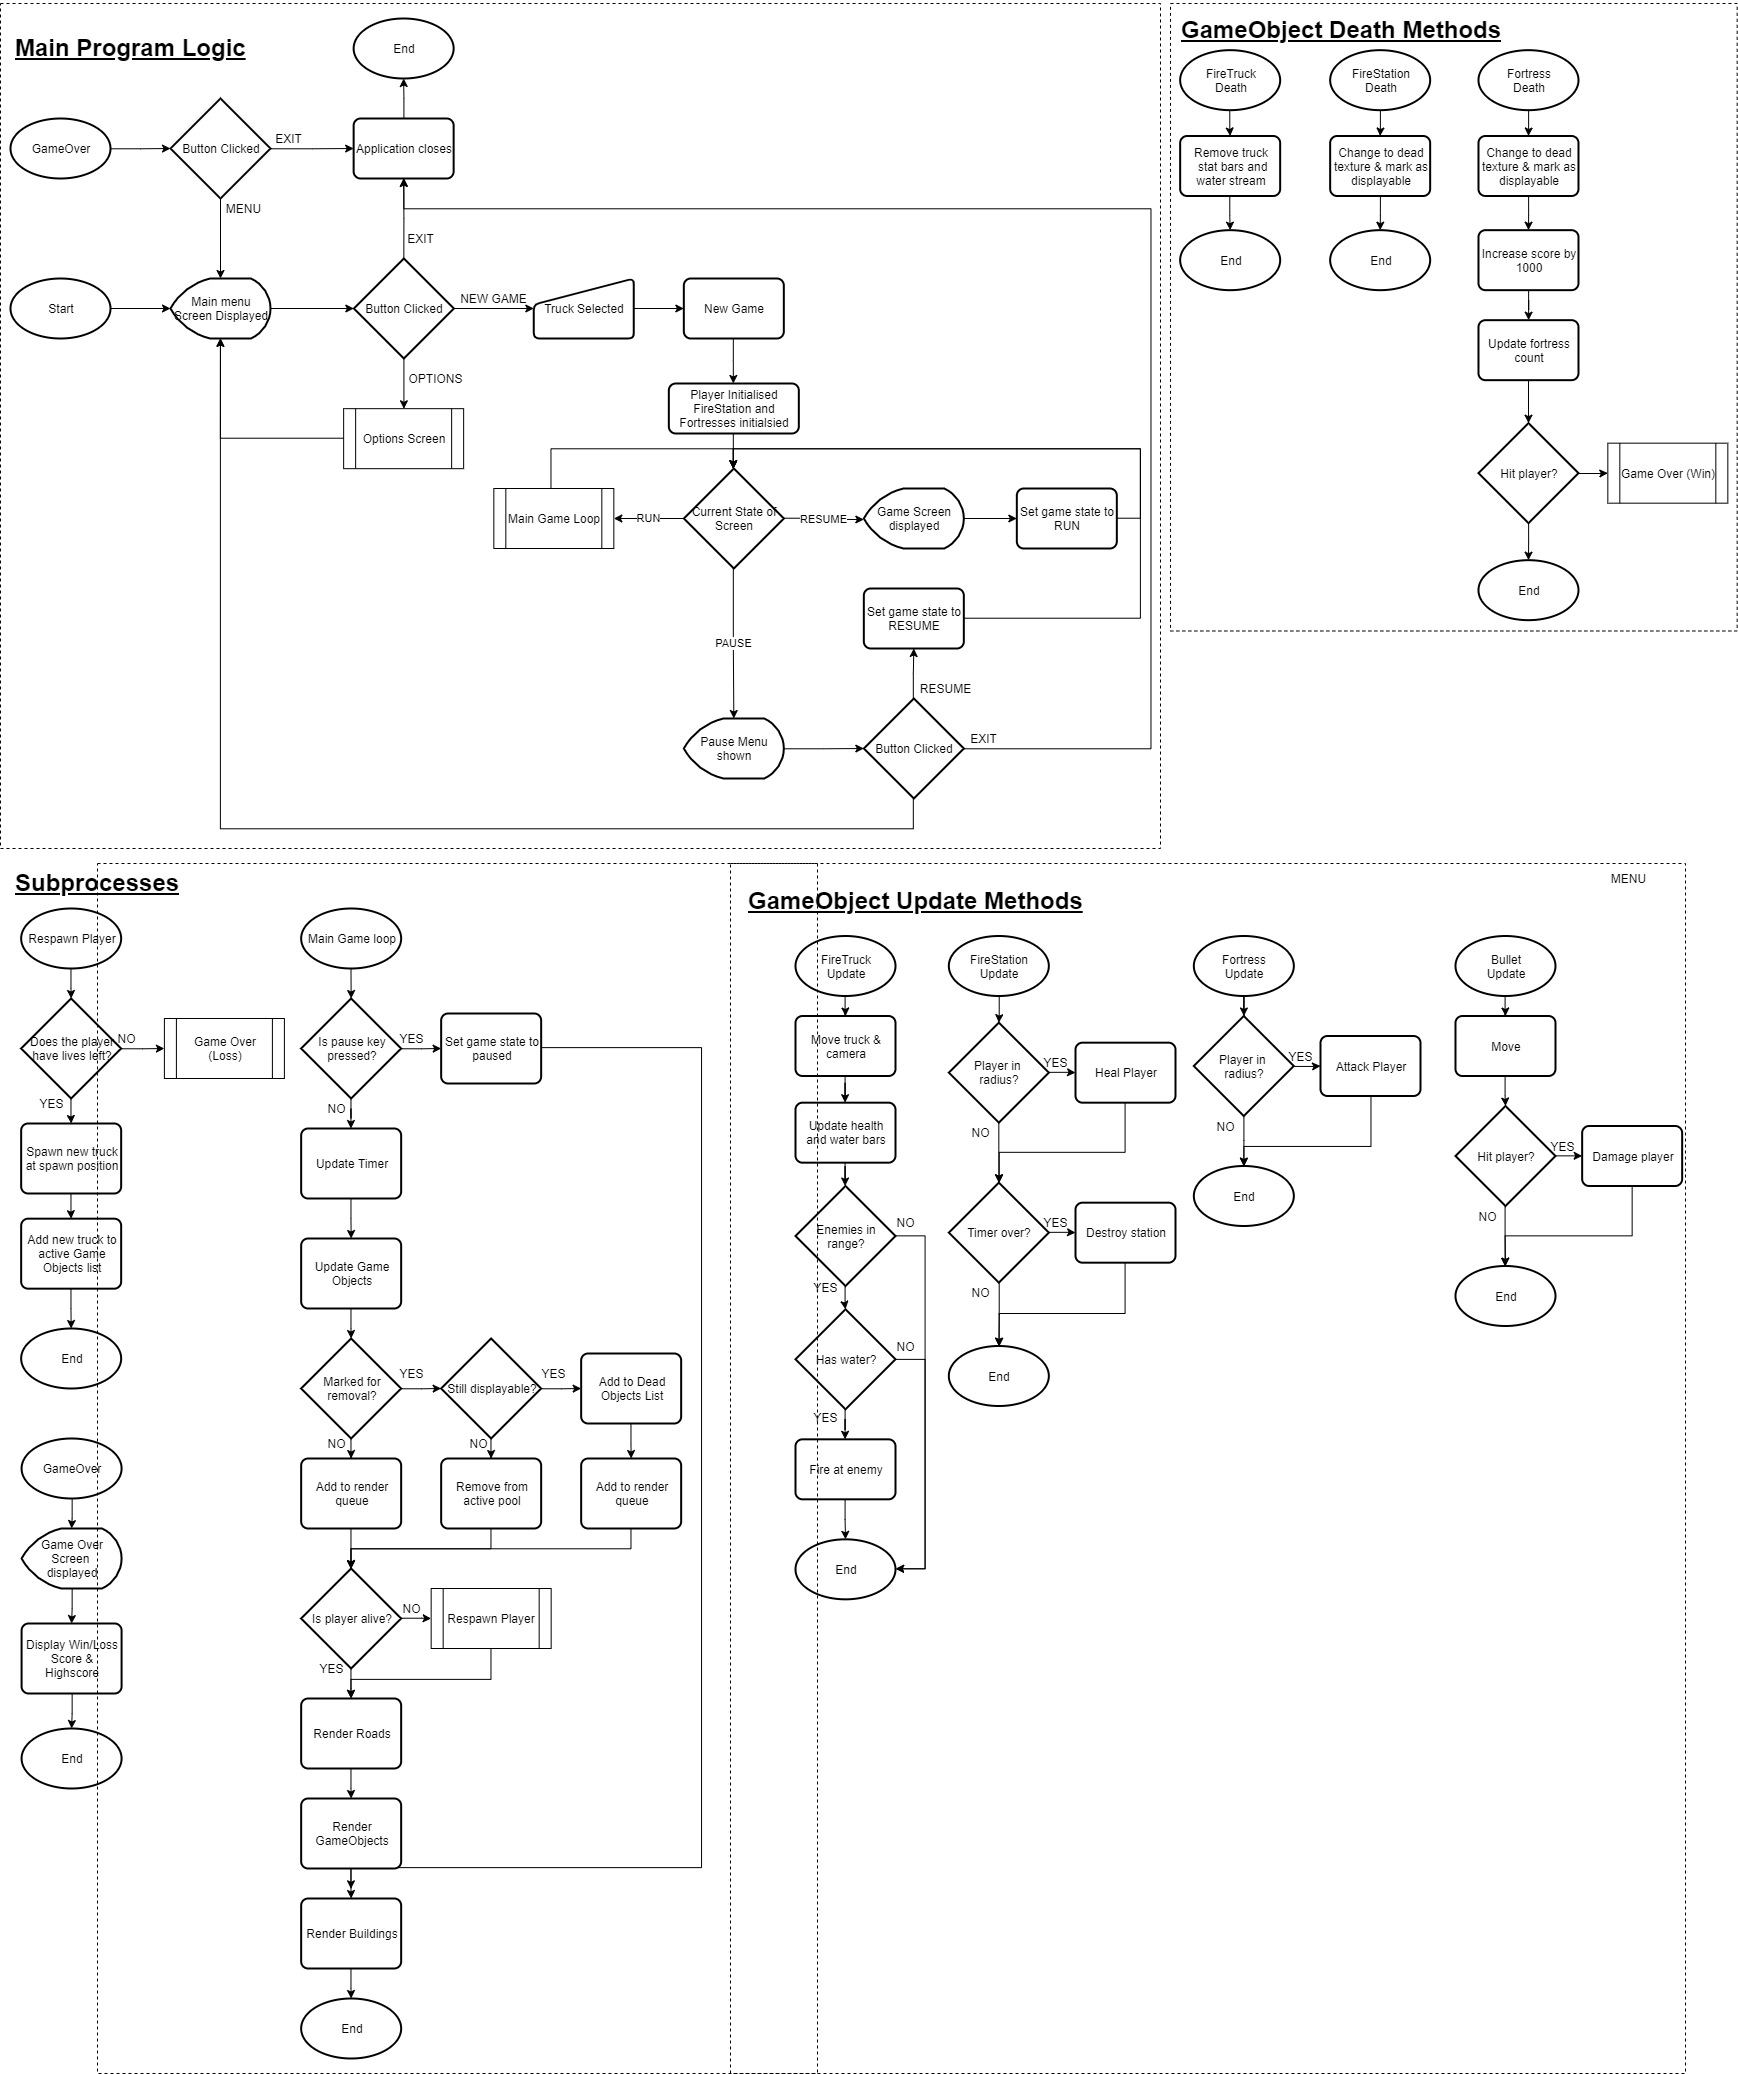 Main Program Logic
End
GameOver
Button Clicked
EXIT
Application closes
MENU
EXIT
Start
Main menu
Screen Displayed
Button Clicked
NEW GAME
Truck Selected
New Game
OPTIONS
Options Screen
Player Initialised
FireStation and
Fortresses initialsied
Main Game Loop
RUN
Current State of
Screen
RESUME
Game Screen
displayed
Set game state to
RUN
Set game state to
RESUME
PAUSE
RESUME
Pause Menu
shown
Button Clicked
EXIT
GameObject Death Methods
FireTruck
Death
Remove truck
stat bars and
water stream
End
FireStation
Death
Change to dead
texture & mark as
displayable
End
Fortress
Death
Change to dead
texture & mark as
displayable
Increase score by
1000
Update fortress
count
Hit player?
Game Over (Win)
End
Subprocesses
Respawn Player
Does the player
have lives left?
NO
Game Over
(Loss)
YES
Spawn new truck
at spawn position
Add new truck to
active Game
Objects list
End
GameOver
Game Over
Screen
displayed
Display Win/Loss
Score &
Highscore
End
Main Game loop
Is pause key
pressed?
YES
Set game state to
paused
NO
Update Timer
Update Game
Objects
Marked for
removal?
YES
Still displayable?
YES
Add to Dead
Objects List
NO
NO
Add to render
queue
Remove from
active pool
Add to render
queue
Is player alive?
NO
Respawn Player
YES
Render Roads
Render
GameObjects
Render Buildings
End
GameObject Update Methods
MENU
FireTruck
Update
Move truck &
camera
Update health
and water bars
Enemies in
range?
NO
YES
Has water?
NO
YES
Fire at enemy
End
FireStation
Update
Player in
radius?
YES
Heal Player
NO
Timer over?
YES
Destroy station
NO
End
Fortress
Update
Player in
radius?
YES
Attack Player
NO
End
Bullet
Update
Move
Hit player?
YES
Damage player
NO
End